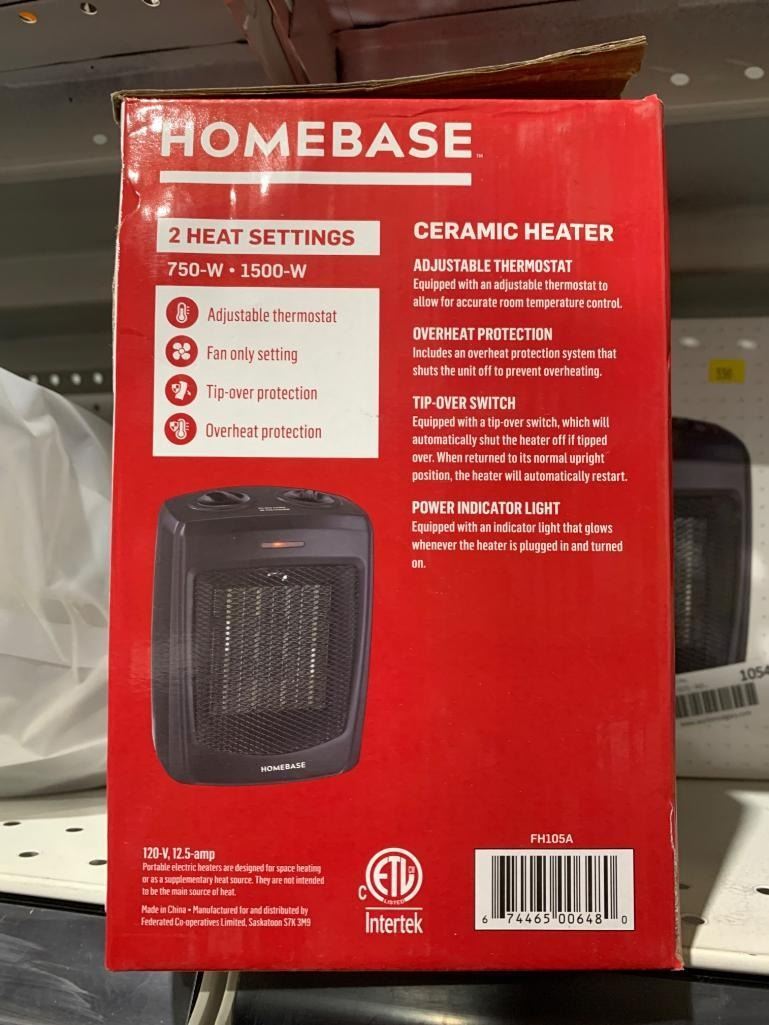 HOMEBASE™
2 HEAT SETTINGS
750-W • 1500-W
Adjustable thermostat
Fan only setting
Tip-over protection
Overheat protection
CERAMIC HEATER
ADJUSTABLE THERMOSTAT
Equipped with an adjustable thermostat to
allow for accurate room temperature control.
OVERHEAT PROTECTION
Includes an overheat protection system that
shuts the unit off to prevent overheating.
TIP-OVER SWITCH
Equipped with a tip-over switch, which will
automatically shut the heater off if tipped
over. When returned to its normal upright
position, the heater will automatically restart.
POWER INDICATOR LIGHT
Equipped with an indicator light that glows
whenever the heater is plugged in and turned
on.
HOMEBASE
120-V, 12.5-amp
Portable electric heaters are designed for space heating
or as a supplementary heat source. They are not intended
to be the main source of heat.
Made in China • Manufactured for and distributed by
Federated Co-operatives Limited, Saskatoon S7K 3M9
C ETL CM
LISTED
Intertek
FH105A
6 74465 00648 0
1054